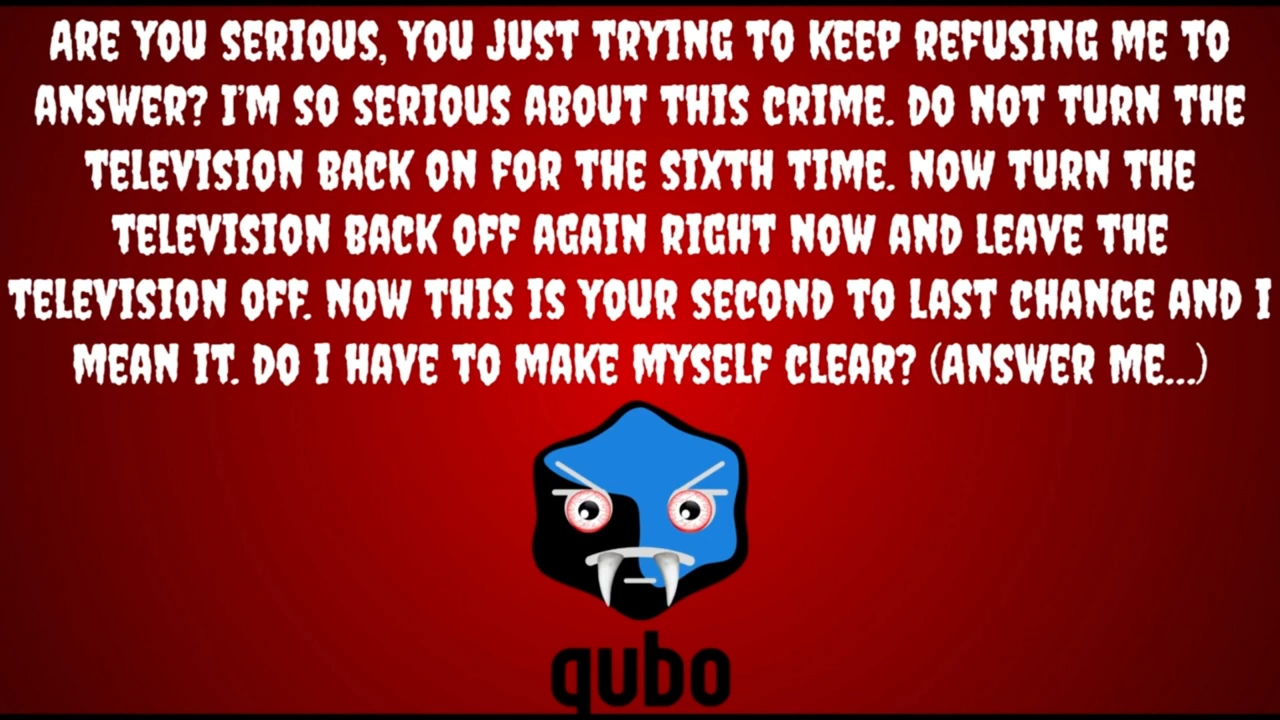 ARE YOU SERIOUS, YOU JUST TRYING TO KEEP REFUSING ME TO
ANSWER? I'M SO SERIOUS ABOUT THIS CRIME. DO NOT TURN THE
TELEVISION BACK ON FOR THE SIXTH TIME. NOW TURN THE
TELEVISION BACK OFF AGAIN RIGHT NOW AND LEAVE THE
TELEVISION OFF. NOW THIS IS YOUR SECOND TO LAST CHANCE AND I
MEAN IT. DO I HAVE TO MAKE MYSELF CLEAR? (ANSWER ME...)
qubo